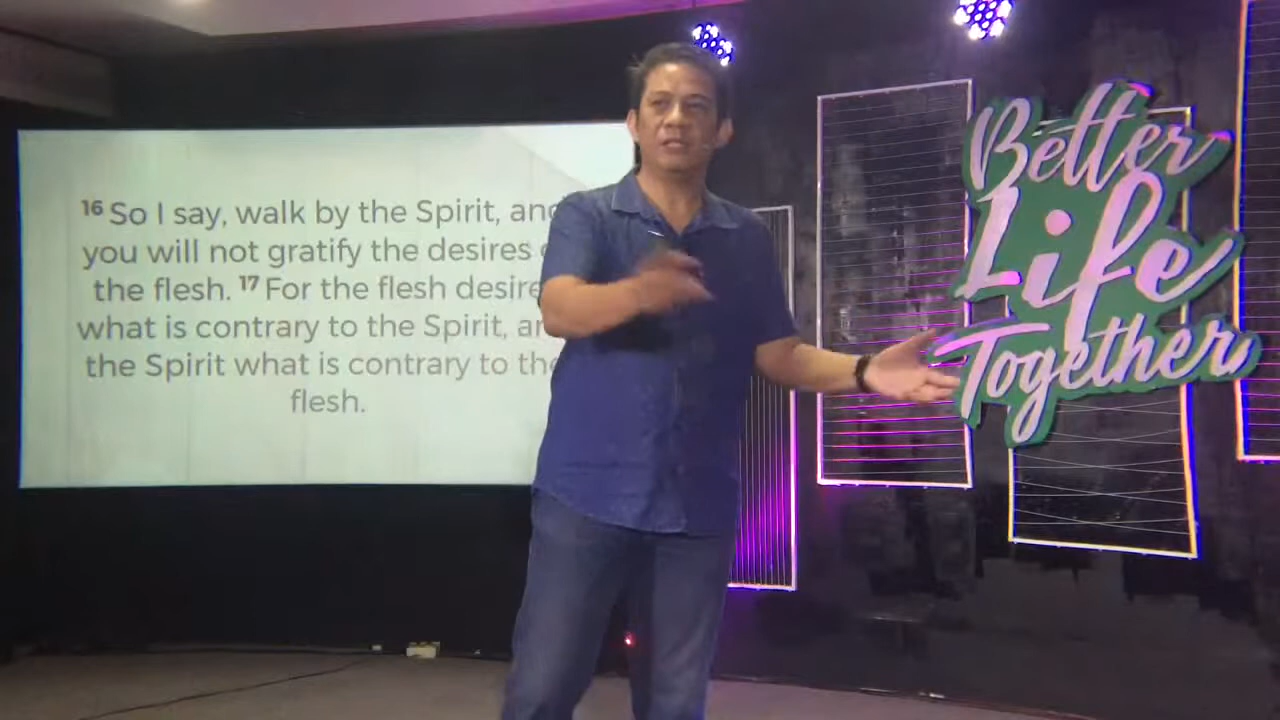 16 So I say, walk by the Spirit, and
you will not gratify the desires
the flesh. 17 For the flesh desire
what is contrary to the Spirit, an
the Spirit what is contrary to the
flesh.
Better
Life
Together